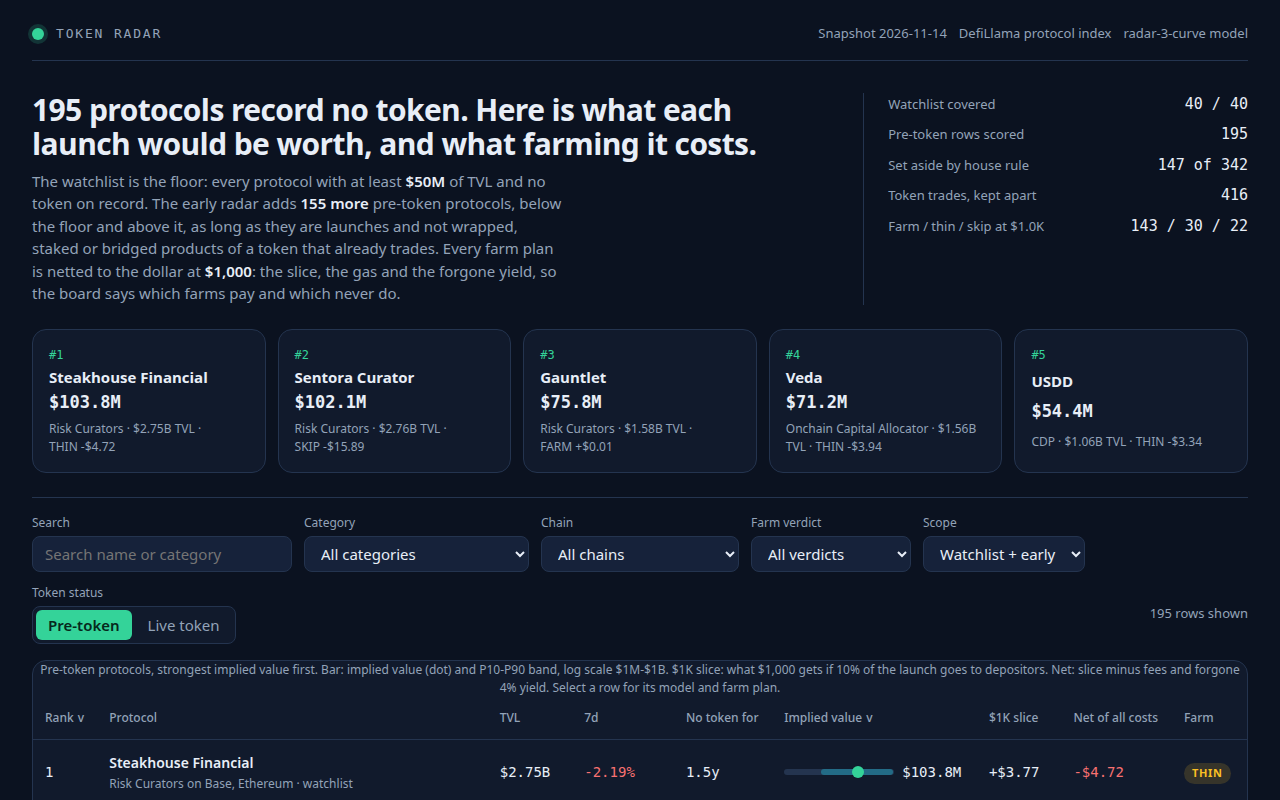 TOKEN RADAR
Snapshot 2026-11-14 DefiLlama protocol index radar-3-curve model
195 protocols record no token. Here is what each
launch would be worth, and what farming it costs.
The watchlist is the floor: every protocol with at least $50M of TVL and no
token on record. The early radar adds 155 more pre-token protocols, below
the floor and above it, as long as they are launches and not wrapped,
staked or bridged products of a token that already trades. Every farm plan
is netted to the dollar at $1,000: the slice, the gas and the forgone yield, so
the board says which farms pay and which never do.
Watchlist covered 40 / 40
Pre-token rows scored 195
Set aside by house rule 147 of 342
Token trades, kept apart 416
Farm / thin / skip at $1.0K 143 / 30 / 22
#1
Steakhouse Financial
$103.8M
Risk Curators · $2.75B TVL ·
THIN -$4.72
#2
Sentora Curator
$102.1M
Risk Curators · $2.76B TVL ·
SKIP -$15.89
#3
Gauntlet
$75.8M
Risk Curators · $1.58B TVL ·
FARM +$0.01
#4
Veda
$71.2M
Onchain Capital Allocator · $1.56B
TVL · THIN -$3.94
#5
USDD
$54.4M
CDP · $1.06B TVL · THIN -$3.34
Search Category Chain Farm verdict Scope
Search name or category All categories All chains All verdicts Watchlist + early
Token status
Pre-token Live token
195 rows shown
Pre-token protocols, strongest implied value first. Bar: implied value (dot) and P10-P90 band, log scale $1M-$1B. $1K slice: what $1,000 gets if 10% of the launch goes to depositors. Net: slice minus fees and forgone
4% yield. Select a row for its model and farm plan.
Rank v Protocol TVL 7d No token for Implied value v $1K slice Net of all costs Farm
1 Steakhouse Financial $2.75B -2.19% 1.5y $103.8M +$3.77 -$4.72 THIN
Risk Curators on Base, Ethereum · watchlist